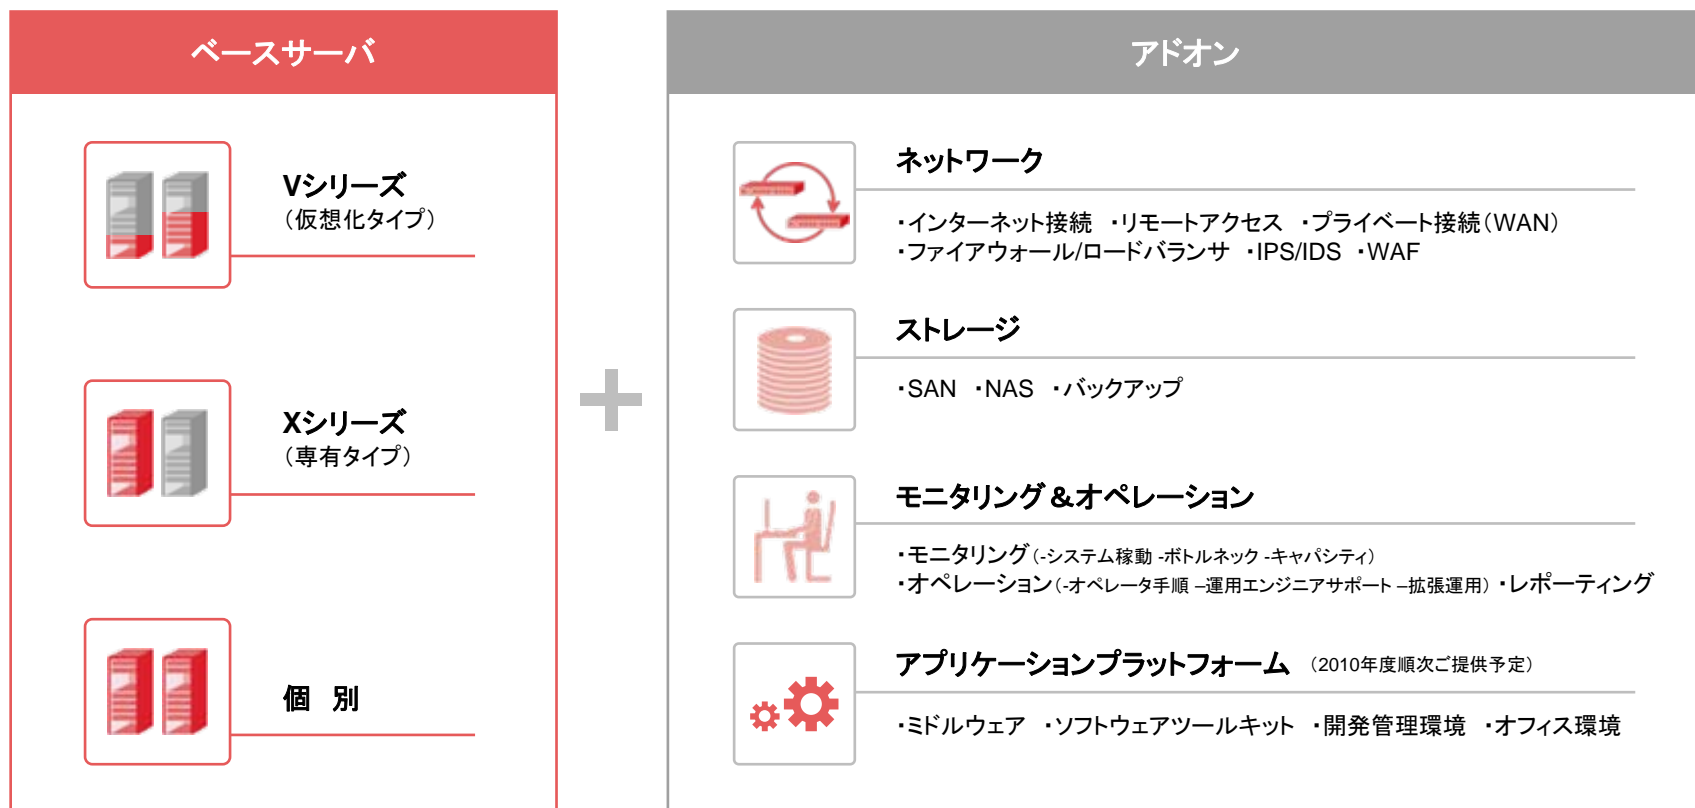 ベースサーバ
Vシリーズ
（仮想化タイプ）
Xシリーズ
（専有タイプ）
個 別
アドオン
ネットワーク
・インターネット接続 ・リモートアクセス ・プライベート接続（WAN）
・ファイアウォール/ロードバランサ ・IPS/IDS ・WAF
ストレージ
・SAN ・NAS ・バックアップ
モニタリング＆オペレーション
・モニタリング（-システム稼動 -ボトルネック -キャパシティ）
・オペレーション（-オペレータ手順 –運用エンジニアサポート –拡張運用）・レポーティング
アプリケーションプラットフォーム （2010年度順次ご提供予定）
・ミドルウェア ・ソフトウェアツールキット ・開発管理環境 ・オフィス環境